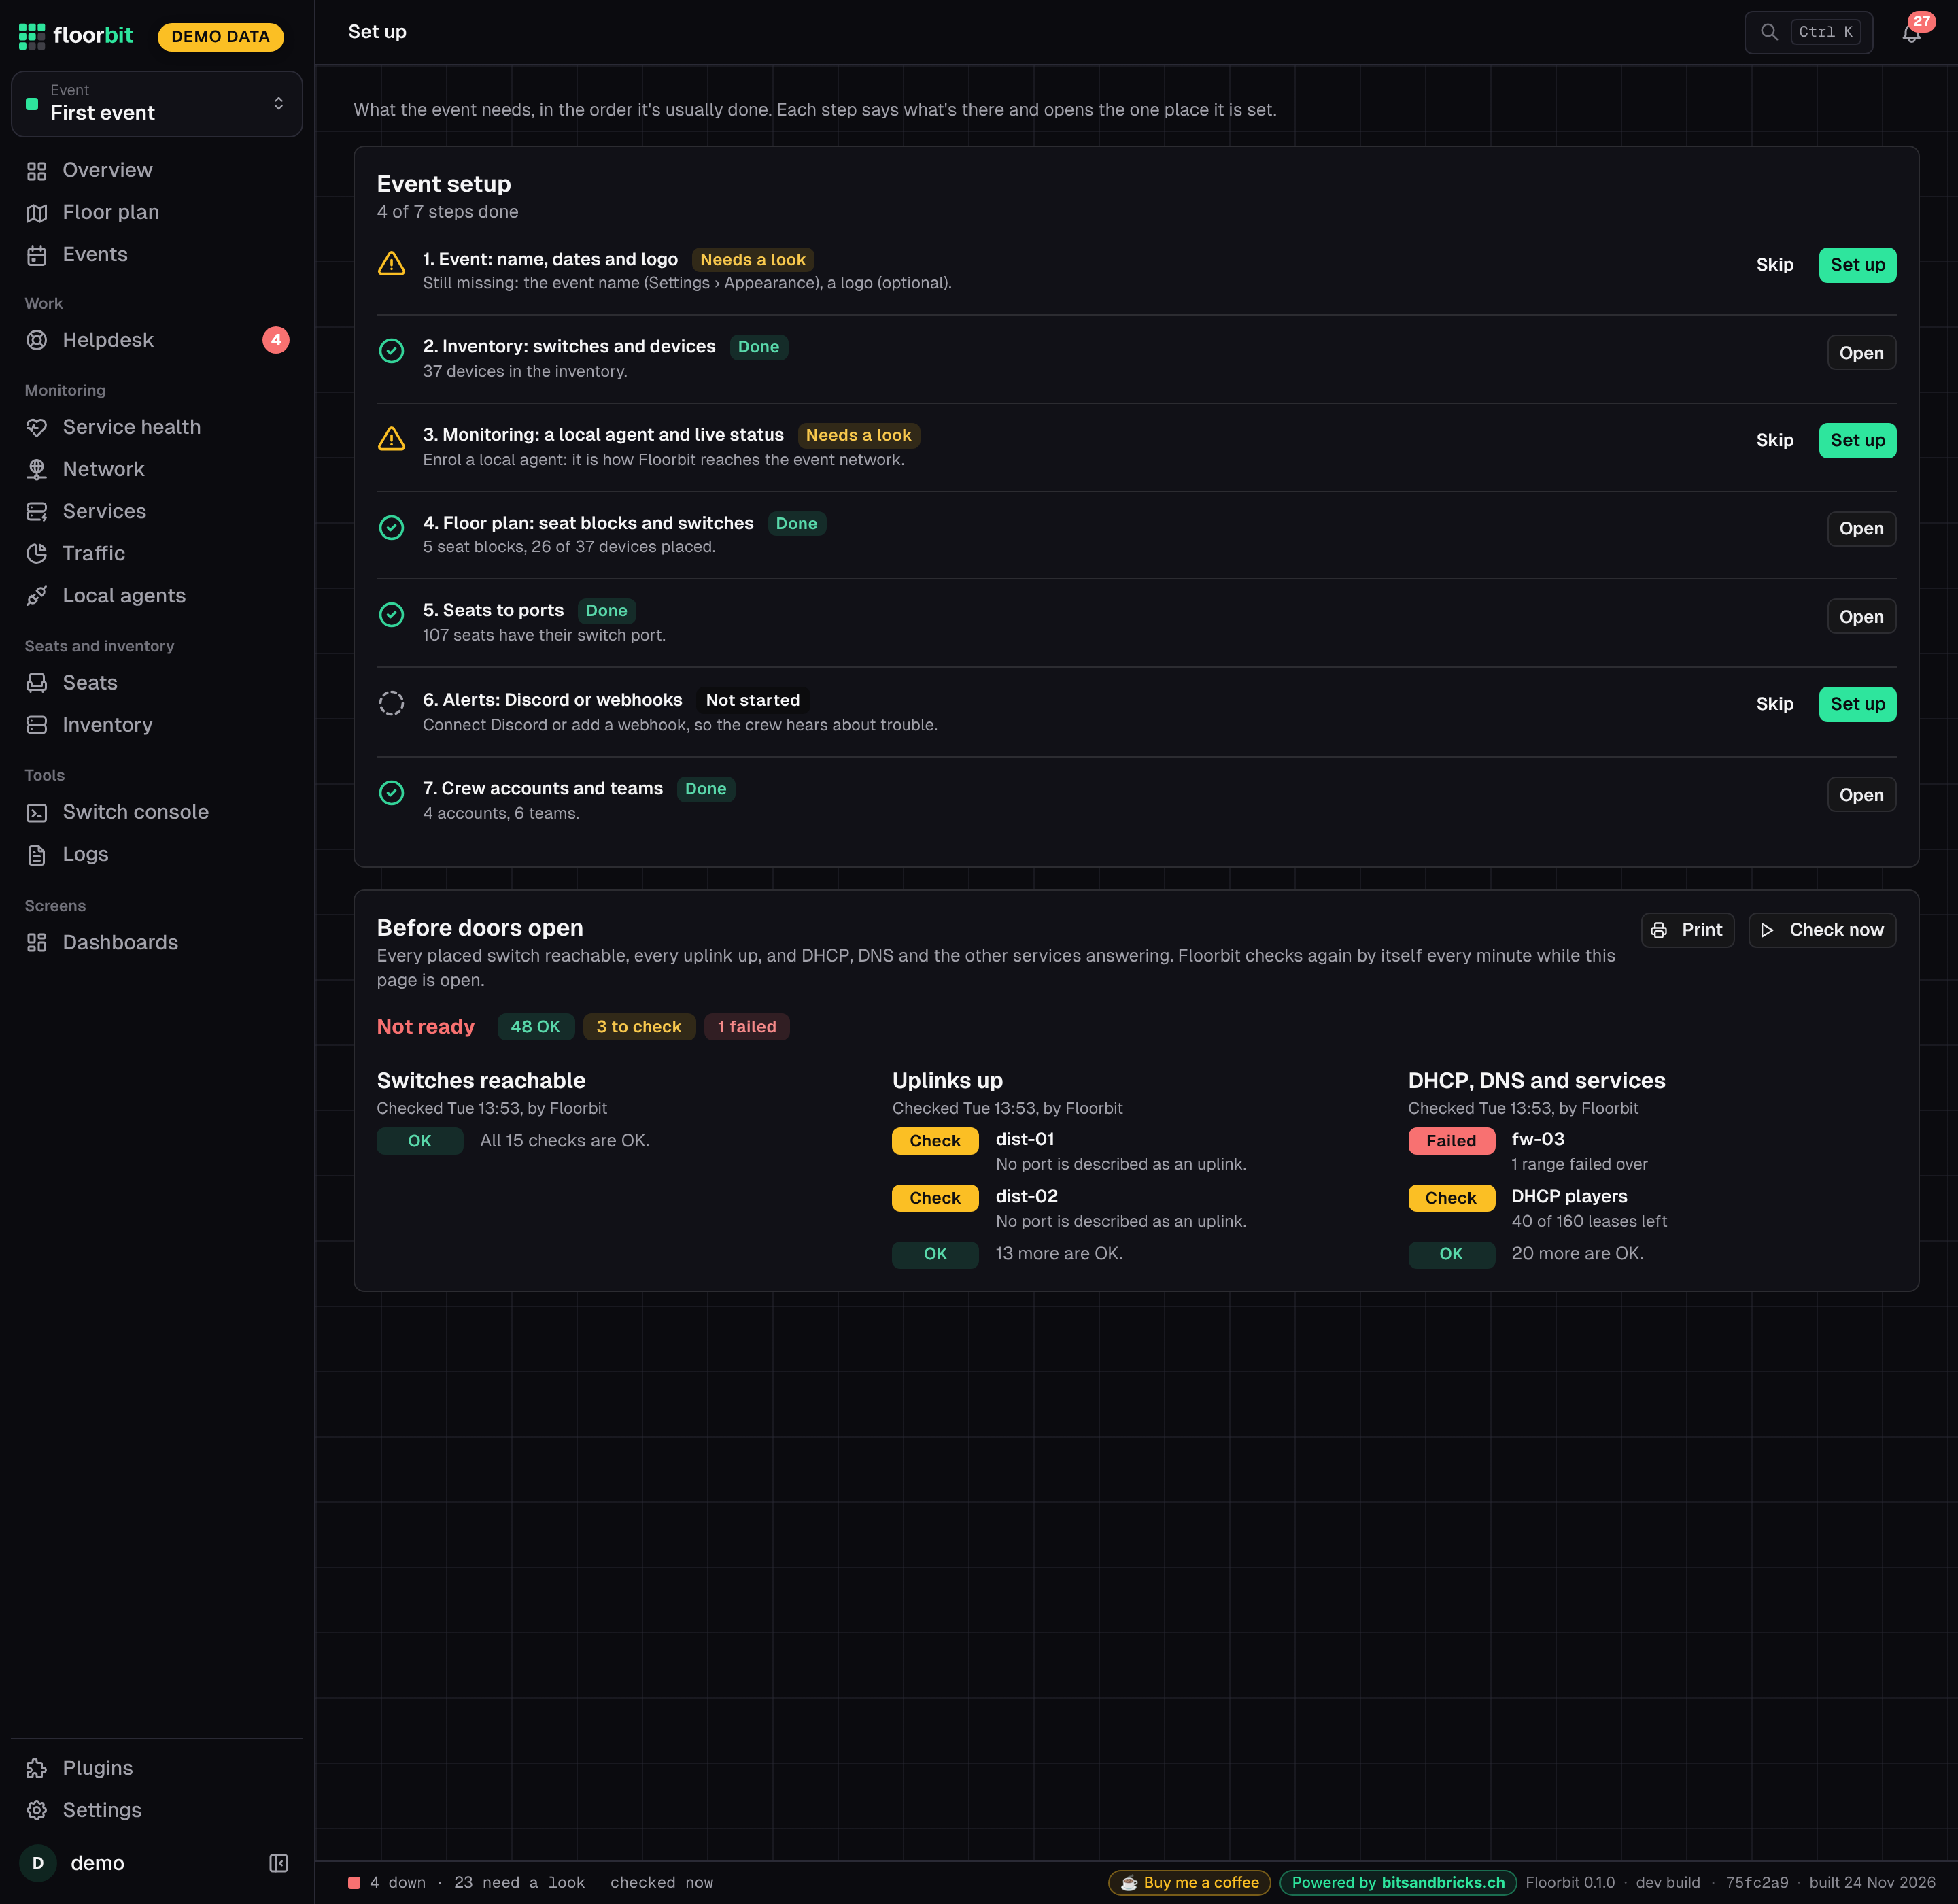 floorbit
DEMO DATA
Event
First event
Overview
Floor plan
Events
Work
Helpdesk
4
Monitoring
Service health
Network
Services
Traffic
Local agents
Seats and inventory
Seats
Inventory
Tools
Switch console
Logs
Screens
Dashboards
Plugins
Settings
D
demo
Set up
Ctrl K
27
What the event needs, in the order it's usually done. Each step says what's there and opens the one place it is set.
Event setup
4 of 7 steps done
1. Event: name, dates and logo Needs a look
Still missing: the event name (Settings › Appearance), a logo (optional).
Skip
Set up
2. Inventory: switches and devices Done
37 devices in the inventory.
Open
3. Monitoring: a local agent and live status Needs a look
Enrol a local agent: it is how Floorbit reaches the event network.
Skip
Set up
4. Floor plan: seat blocks and switches Done
5 seat blocks, 26 of 37 devices placed.
Open
5. Seats to ports Done
107 seats have their switch port.
Open
6. Alerts: Discord or webhooks Not started
Connect Discord or add a webhook, so the crew hears about trouble.
Skip
Set up
7. Crew accounts and teams Done
4 accounts, 6 teams.
Open
Before doors open
Print
Check now
Every placed switch reachable, every uplink up, and DHCP, DNS and the other services answering. Floorbit checks again by itself every minute while this
page is open.
Not ready 48 OK 3 to check 1 failed
Switches reachable
Checked Tue 13:53, by Floorbit
OK All 15 checks are OK.
Uplinks up
Checked Tue 13:53, by Floorbit
Check dist-01
No port is described as an uplink.
Check dist-02
No port is described as an uplink.
OK 13 more are OK.
DHCP, DNS and services
Checked Tue 13:53, by Floorbit
Failed fw-03
1 range failed over
Check DHCP players
40 of 160 leases left
OK 20 more are OK.
4 down · 23 need a look checked now
Buy me a coffee
Powered by bitsandbricks.ch
Floorbit 0.1.0 · dev build · 75fc2a9 · built 24 Nov 2026